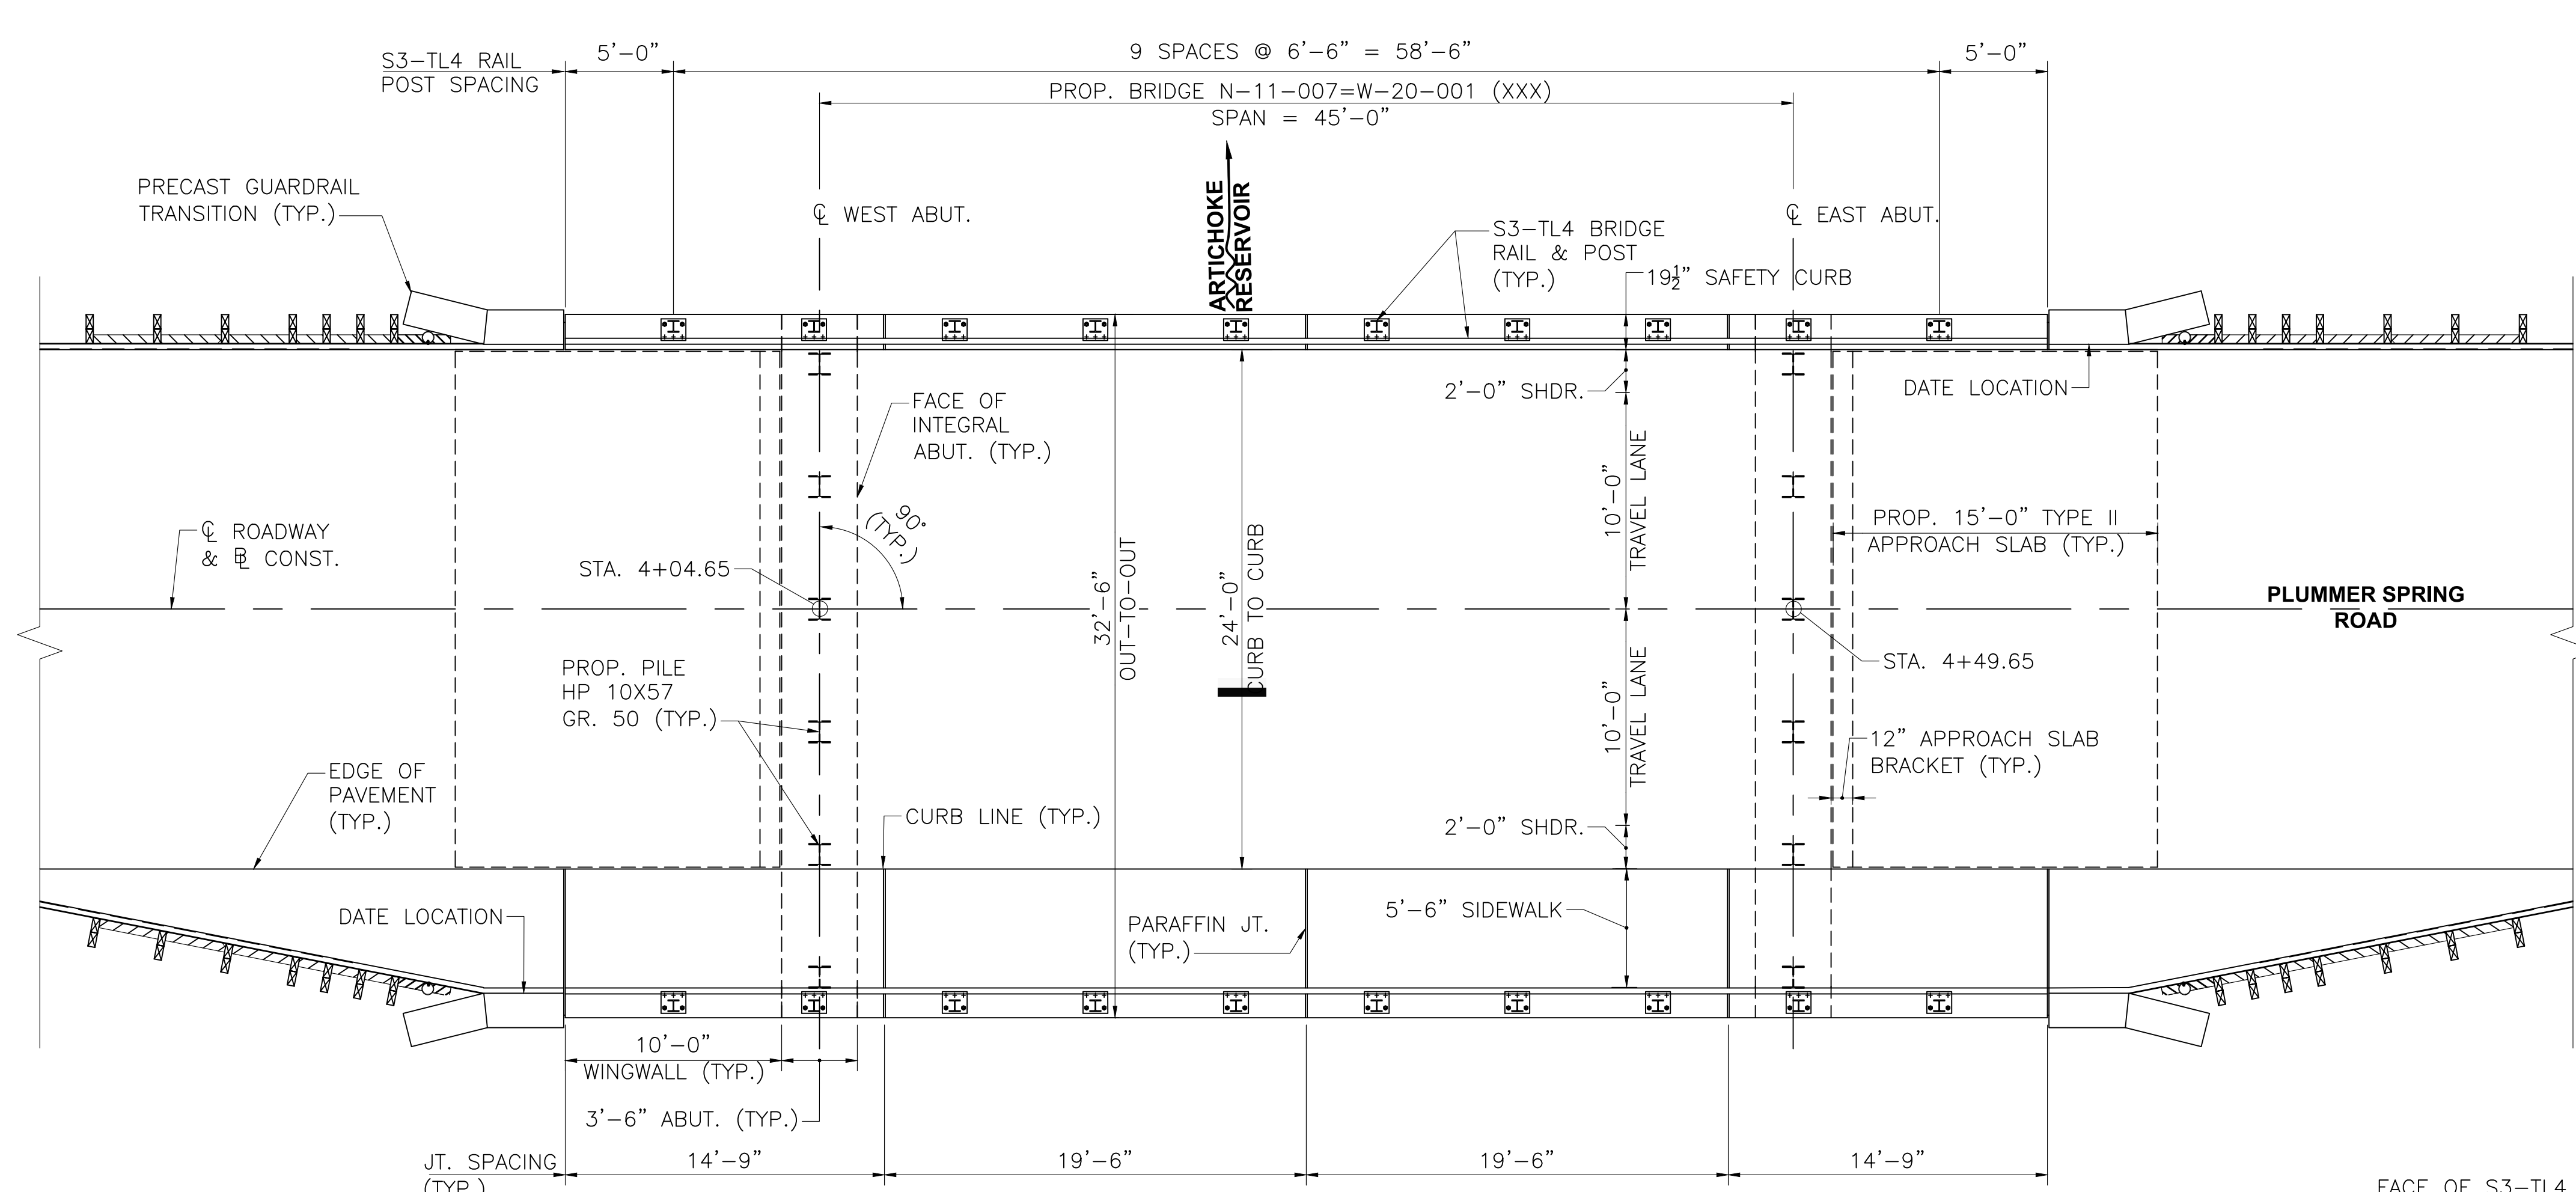 S3-TL4 RAIL
POST SPACING
5'-0"
9 SPACES @ 6'-6" = 58'-6"
5'-0"
PROP. BRIDGE N-11-007=W-20-001 (XXX)
SPAN = 45'-0"
PRECAST GUARDRAIL
TRANSITION (TYP.)
℄ WEST ABUT.
ARTICHOKE
RESERVOIR
S3-TL4 BRIDGE
RAIL & POST
(TYP.)
℄ EAST ABUT.
19½" SAFETY CURB
2'-0" SHDR.
DATE LOCATION
FACE OF
INTEGRAL
ABUT. (TYP.)
10'-0"
TRAVEL LANE
90°
(TYP.)
PROP. 15'-0" TYPE II
APPROACH SLAB (TYP.)
℄ ROADWAY
& BL CONST.
STA. 4+04.65
32'-6"
OUT-TO-OUT
24'-0"
CURB TO CURB
PLUMMER SPRING
ROAD
STA. 4+49.65
PROP. PILE
HP 10X57
GR. 50 (TYP.)
10'-0"
TRAVEL LANE
12" APPROACH SLAB
BRACKET (TYP.)
EDGE OF
PAVEMENT
(TYP.)
CURB LINE (TYP.)
2'-0" SHDR.
DATE LOCATION
PARAFFIN JT.
(TYP.)
5'-6" SIDEWALK
10'-0"
WINGWALL (TYP.)
3'-6" ABUT. (TYP.)
JT. SPACING
(TYP.)
14'-9"
19'-6"
19'-6"
14'-9"
FACE OF S3-TL4